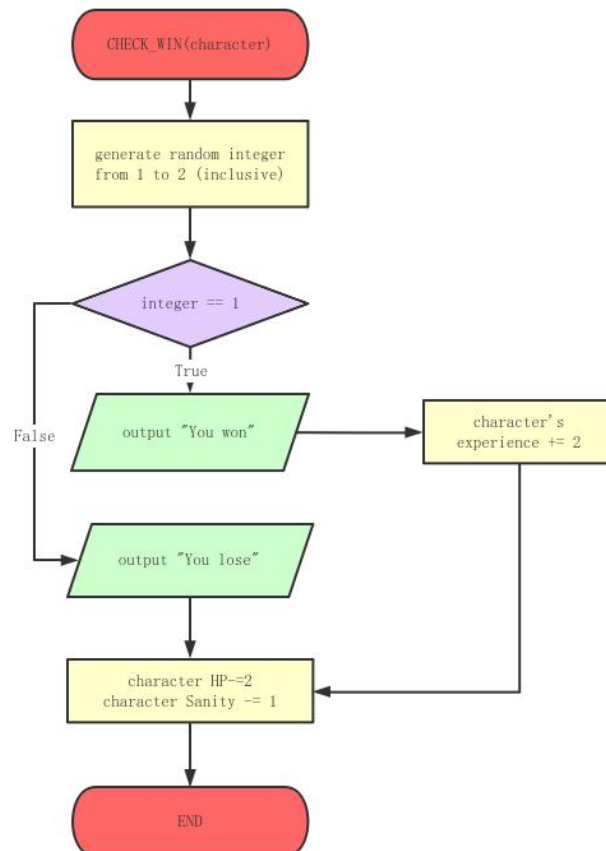 CHECK_WIN(character)
generate random integer
from 1 to 2 (inclusive)
integer == 1
True
False
output "You won"
character's
experience += 2
output "You lose"
character HP-=2
character Sanity -= 1
END